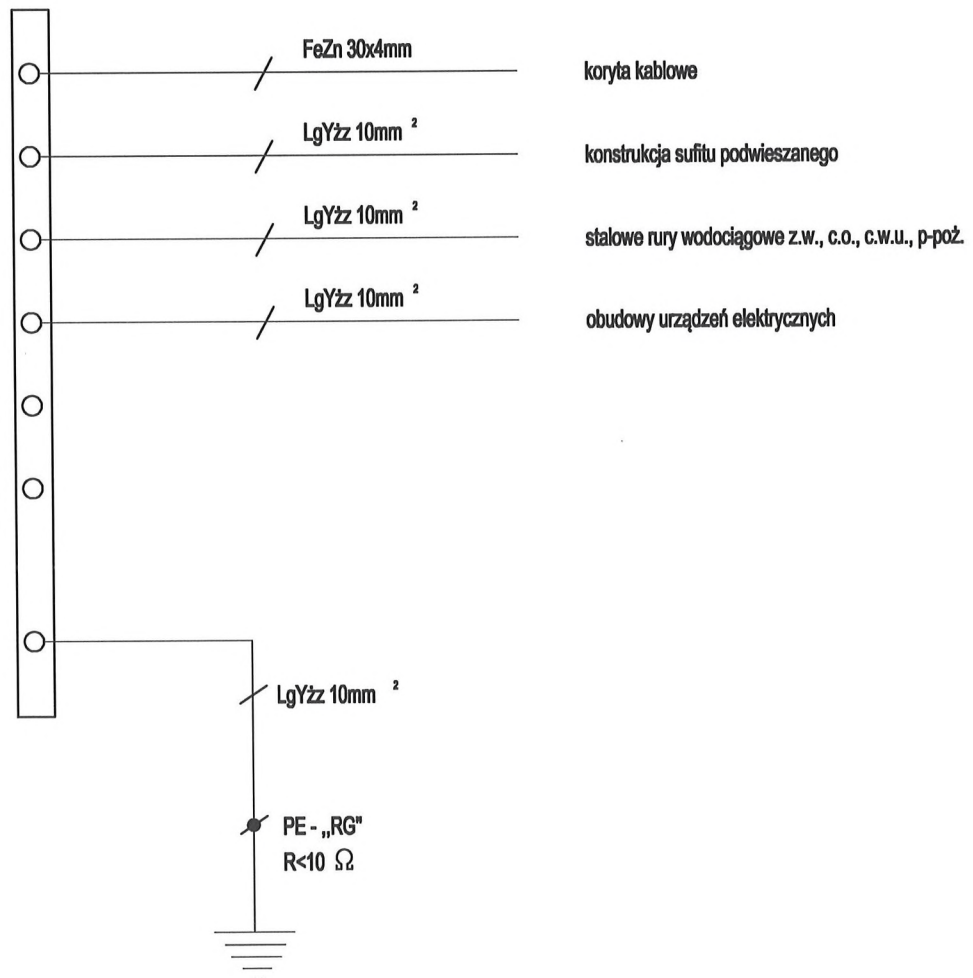 FeZn 30x4mm
koryta kablowe
LgYżz 10mm ²
konstrukcja sufitu podwieszanego
LgYżz 10mm ²
stalowe rury wodociągowe z.w., c.o., c.w.u., p-poż.
LgYżz 10mm ²
obudowy urządzeń elektrycznych
LgYżz 10mm ²
PE - „RG"
R<10 Ω